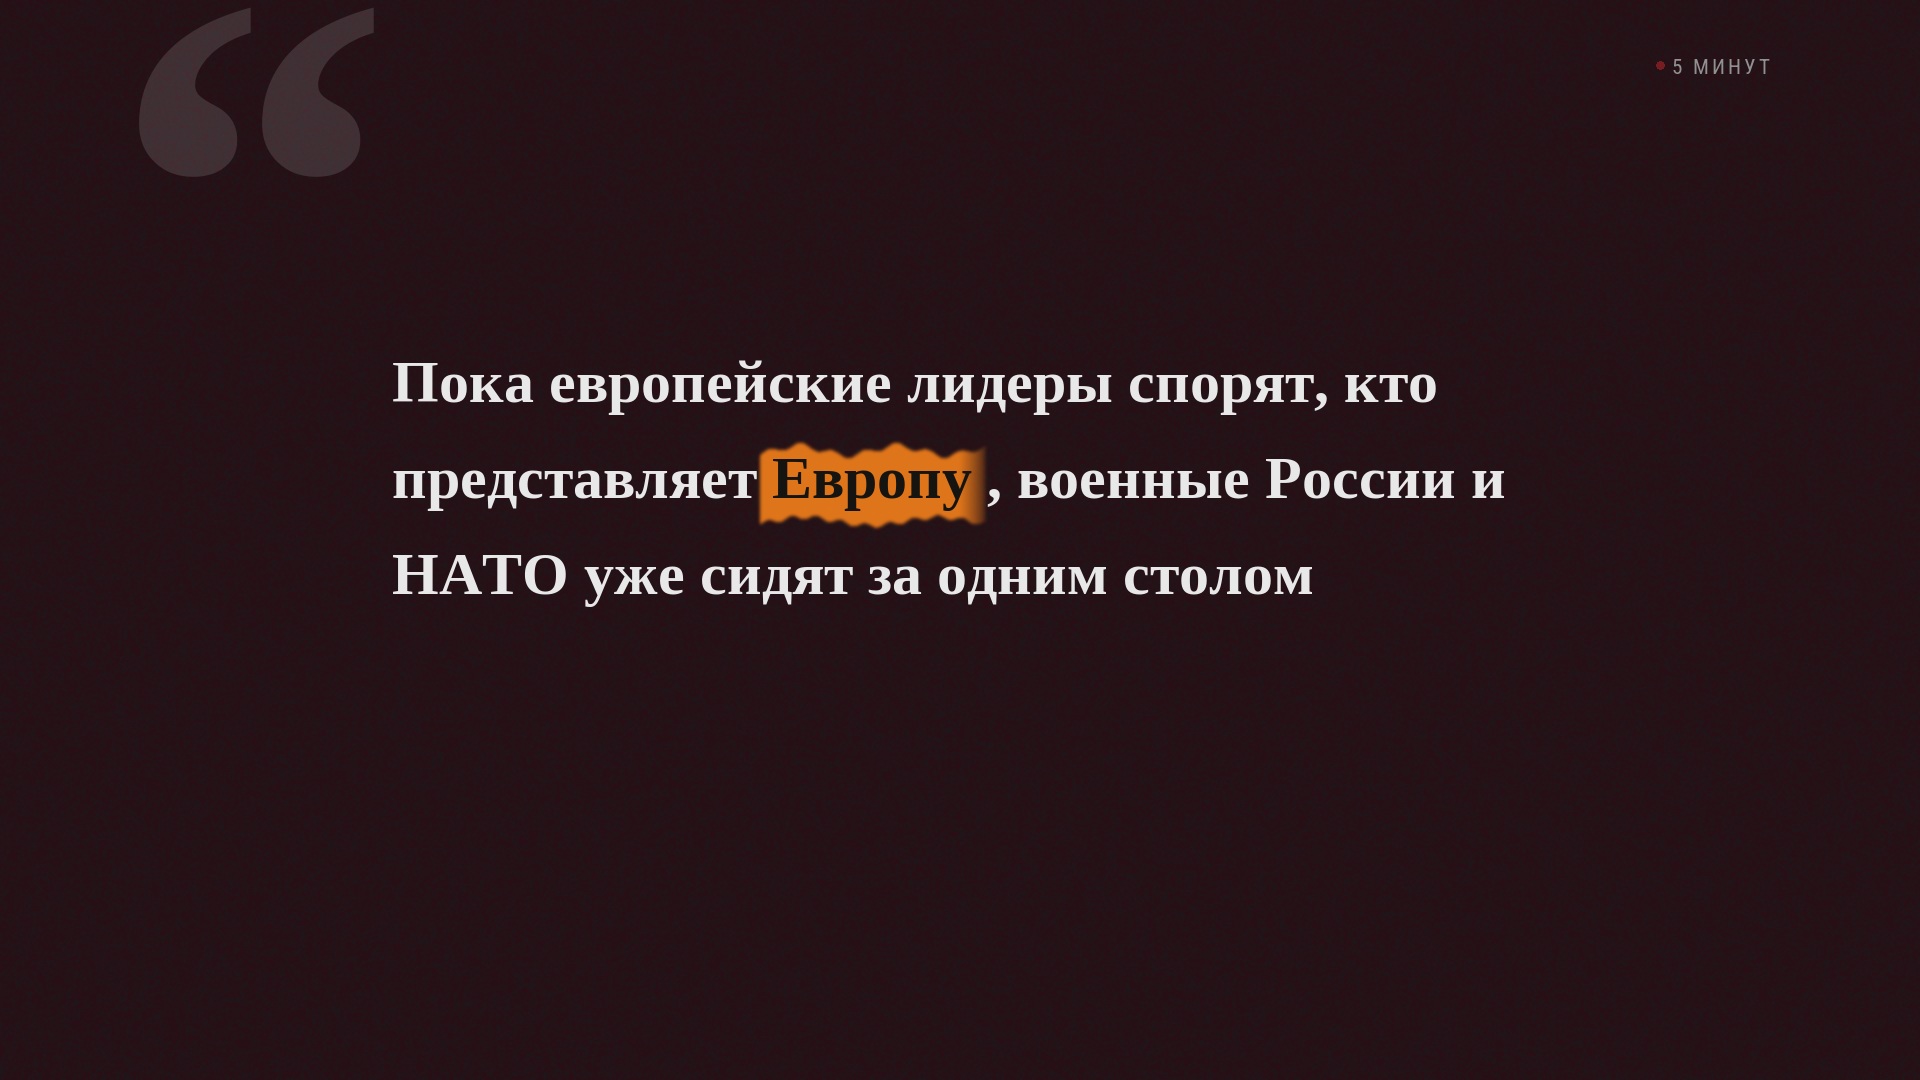 “
5 МИНУТ
Пока европейские лидеры спорят, кто
представляет Европу , военные России и
НАТО уже сидят за одним столом